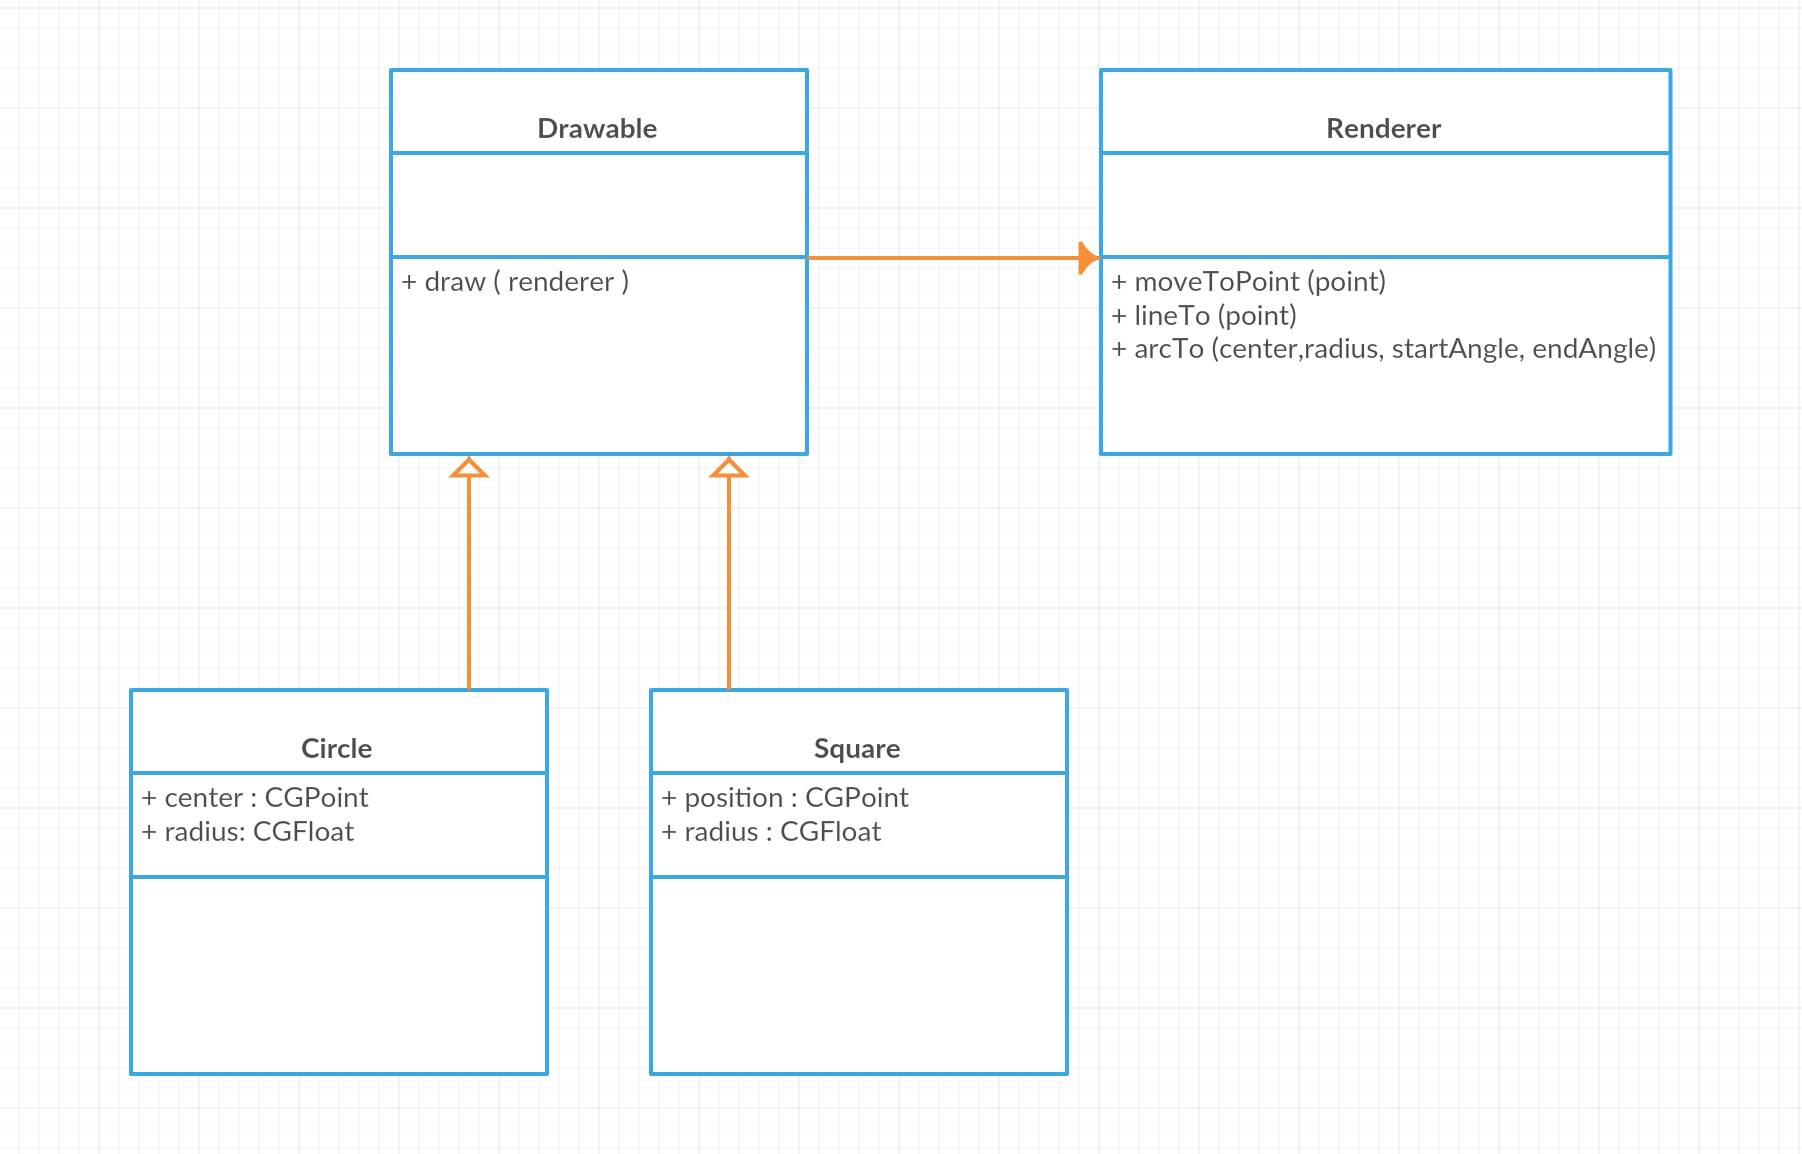 Drawable
+ draw ( renderer )
Renderer
+ moveToPoint (point)
+ lineTo (point)
+ arcTo (center,radius, startAngle, endAngle)
Circle
+ center : CGPoint
+ radius: CGFloat
Square
+ position : CGPoint
+ radius : CGFloat